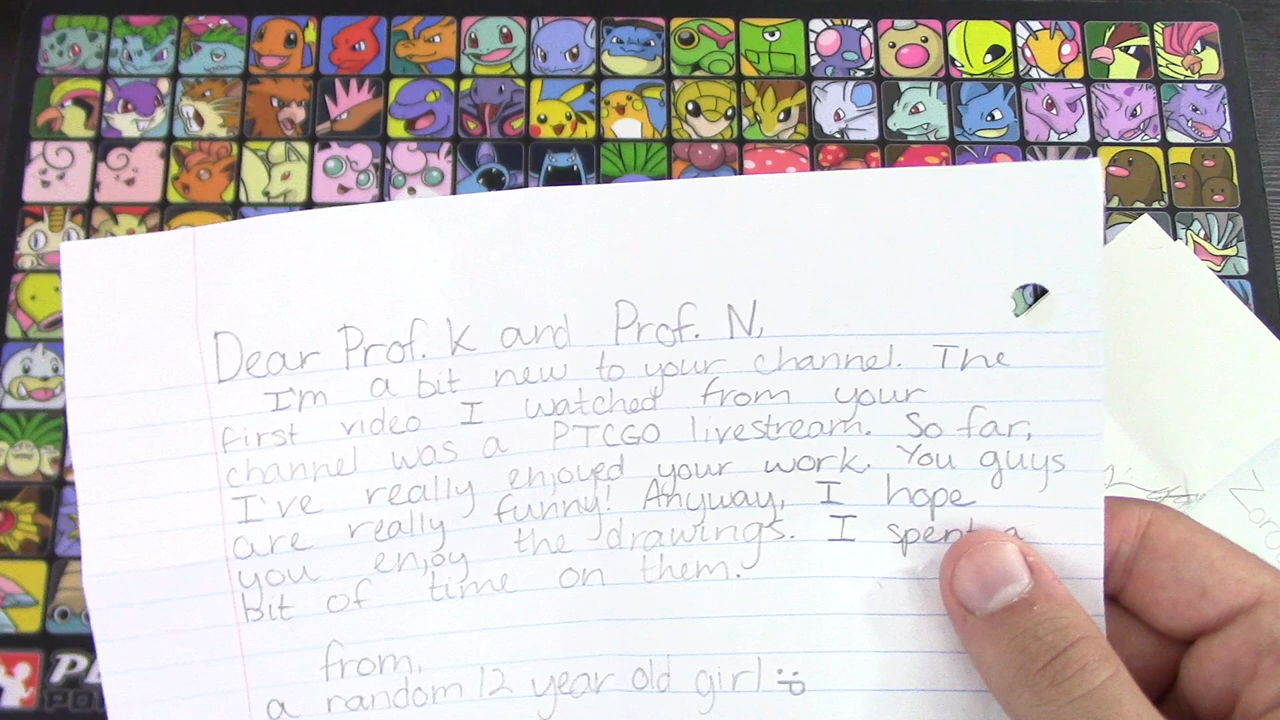 Dear Prof. K and Prof. N,
I'm a bit new to your channel. The
first video I watched from your
channel was a PTCGO livestream. So far,
I've really enjoyed your work. You guys
are really funny! Anyway, I hope
you enjoy the drawings. I spent a
bit of time on them.
from,
a random 12 year old girl :P